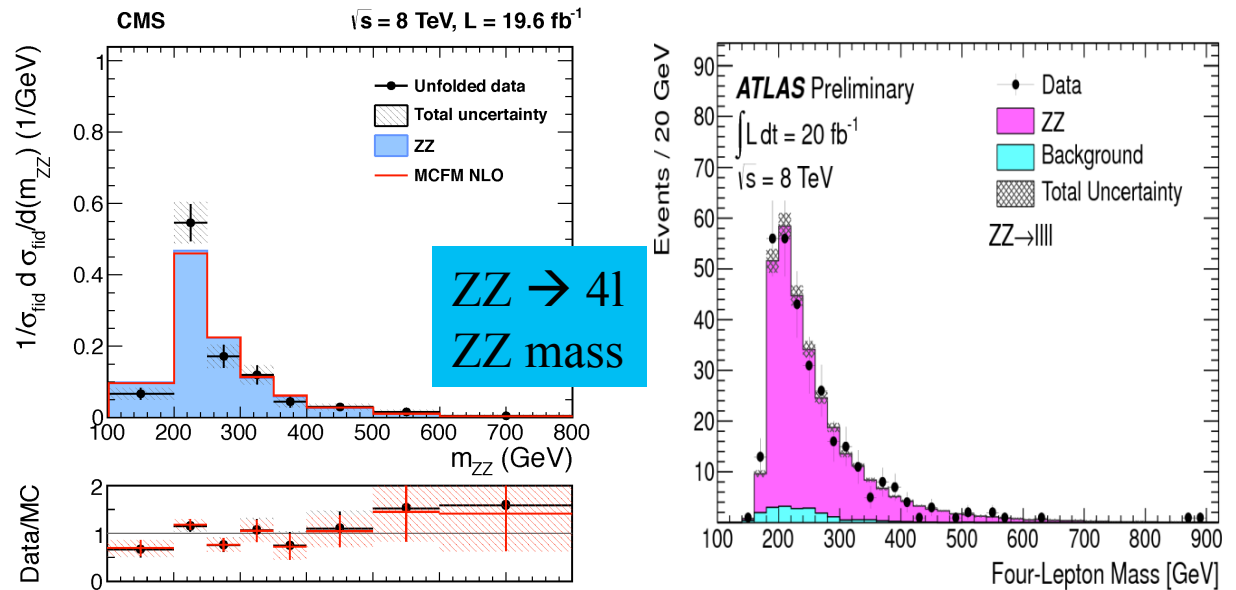 CMS
√s = 8 TeV, L = 19.6 fb⁻¹
1/σ_fid d σ_fid/d(m_ZZ) (1/GeV)
1
0.8
0.6
0.4
0.2
0
Unfolded data
Total uncertainty
ZZ
MCFM NLO
100 200 300 400 500 600 700 800
m_ZZ (GeV)
Data/MC
2
1
0
ZZ → 4l
ZZ mass
Events / 20 GeV
90
80
70
60
50
40
30
20
10
ATLAS Preliminary
∫L dt = 20 fb⁻¹
√s = 8 TeV
Data
ZZ
Background
Total Uncertainty
ZZ→llll
100 200 300 400 500 600 700 800 900
Four-Lepton Mass [GeV]